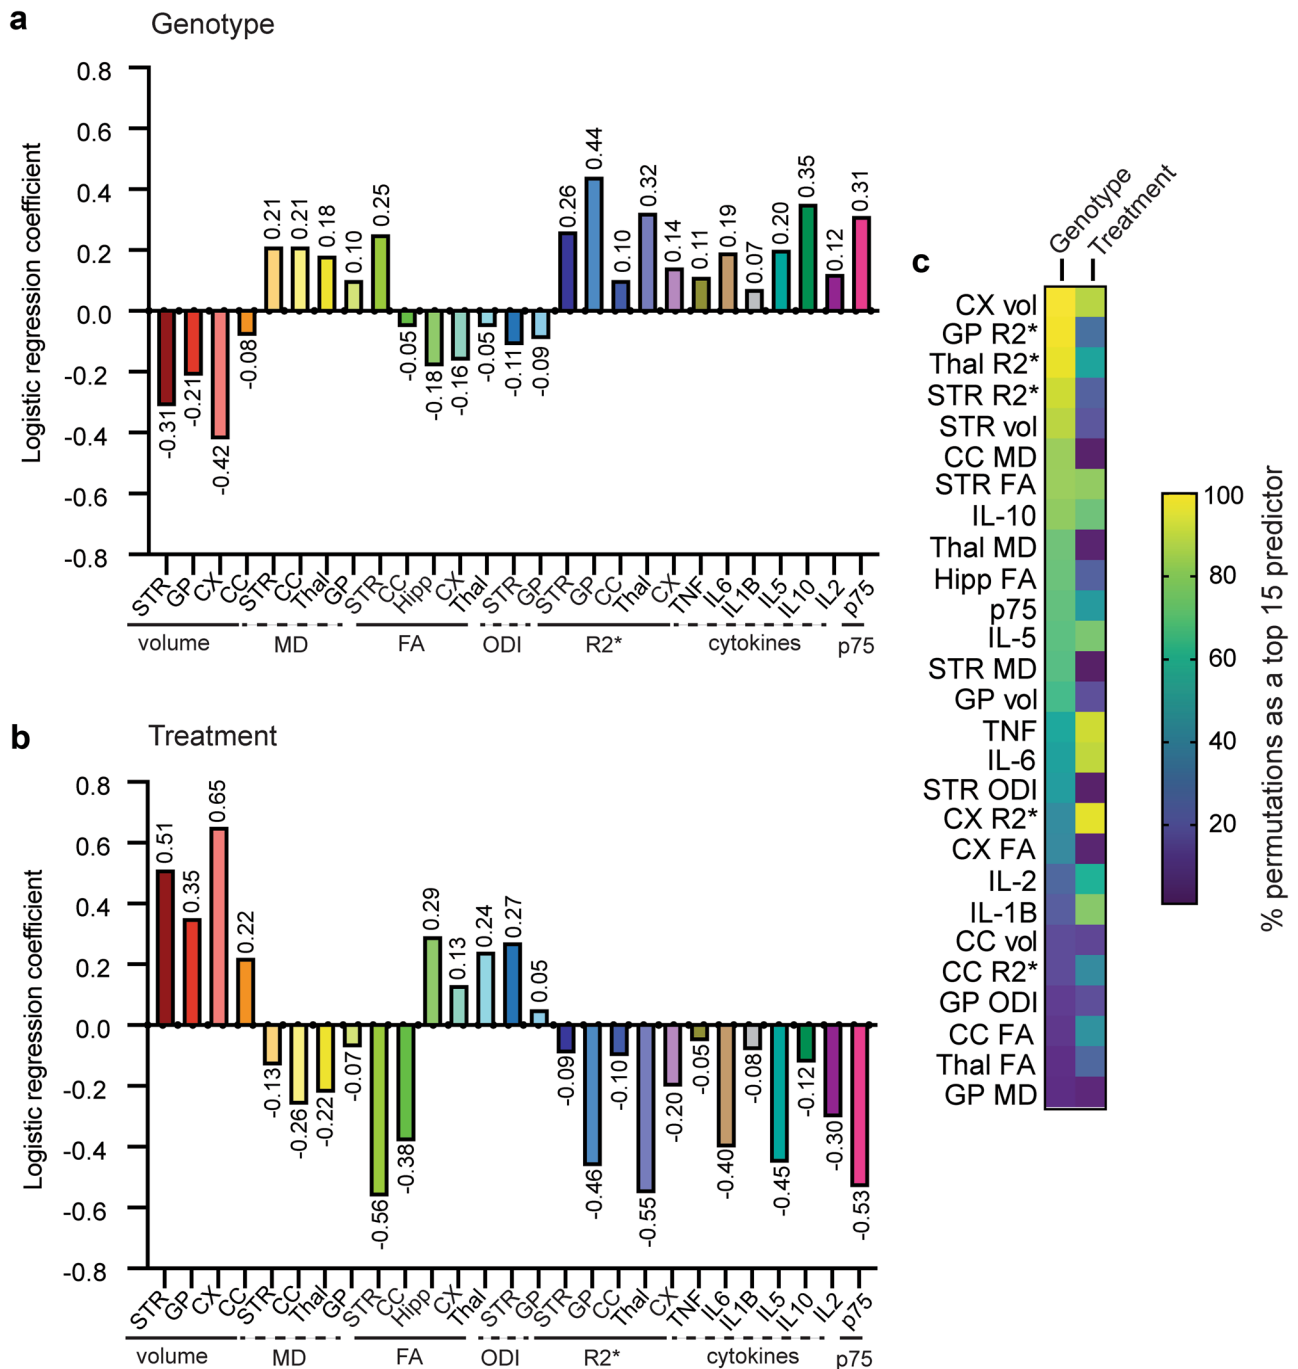 a
Genotype
Logistic regression coefficient
0.8
0.6
0.4
0.2
0.0
-0.2
-0.4
-0.6
-0.8
-0.31
-0.21
-0.42
-0.08
0.21
0.21
0.18
0.10
0.25
-0.05
-0.18
-0.16
-0.05
-0.11
-0.09
0.26
0.44
0.10
0.32
0.14
0.11
0.19
0.07
0.20
0.35
0.12
0.31
STR GP CX CC STR CC Thal GP STR CC Hipp CX Thal STR GP STR GP CC Thal CX TNF IL6 IL1B IL5 IL10 IL2 p75
volume MD FA ODI R2* cytokines p75
b
Treatment
Logistic regression coefficient
0.8
0.6
0.4
0.2
0.0
-0.2
-0.4
-0.6
-0.8
0.51
0.35
0.65
0.22
-0.13
-0.26
-0.22
-0.07
-0.56
-0.38
0.29
0.13
0.24
0.27
0.05
-0.09
-0.46
-0.10
-0.55
-0.20
-0.05
-0.40
-0.08
-0.45
-0.12
-0.30
-0.53
STR GP CX CC STR CC Thal GP STR CC Hipp CX Thal STR GP STR GP CC Thal CX TNF IL6 IL1B IL5 IL10 IL2 p75
volume MD FA ODI R2* cytokines p75
c
Genotype
Treatment
CX vol
GP R2*
Thal R2*
STR R2*
STR vol
CC MD
STR FA
IL-10
Thal MD
Hipp FA
p75
IL-5
STR MD
GP vol
TNF
IL-6
STR ODI
CX R2*
CX FA
IL-2
IL-1B
CC vol
CC R2*
GP ODI
CC FA
Thal FA
GP MD
100
80
60
40
20
% permutations as a top 15 predictor